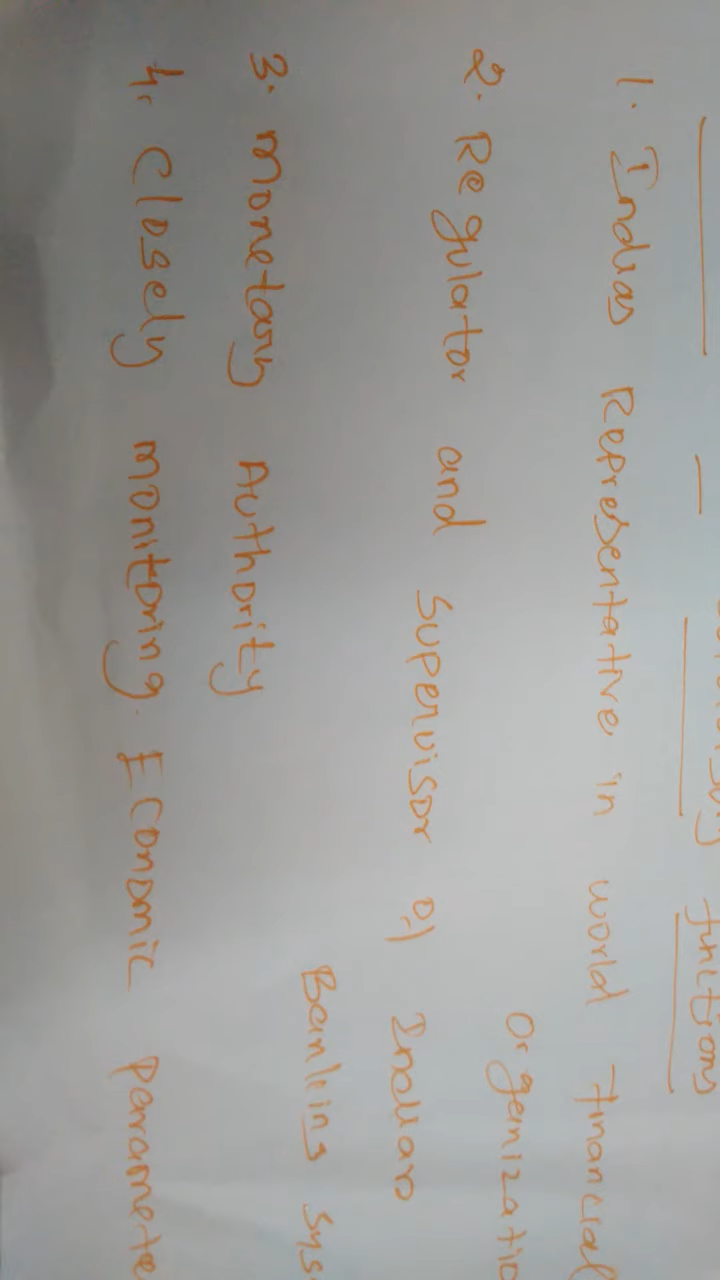 functions
1. Indias Representative in world Financial
Organizatio
2. Regulator and Supervisor of Indian
Banking Sys
3. Monetary Authority
4. Closely monitoring Economic Paramete